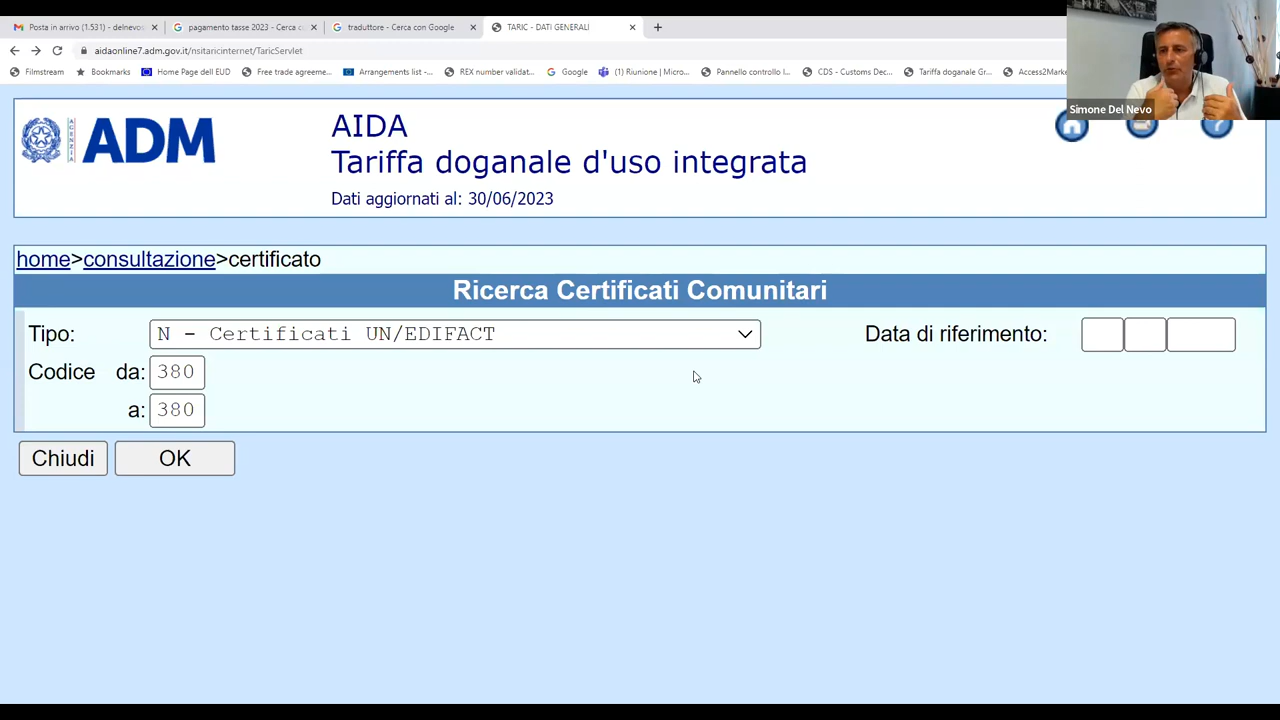 Posta in arrivo (1.531) - delnevos
pagamento tasse 2023 - Cerca c
traduttore - Cerca con Google
TARIC - DATI GENERALI
aidaonline7.adm.gov.it/nsitaricinternet/TaricServlet
Filmstream
Bookmarks
Home Page dell EUD
Free trade agreeme...
Arrangements list -...
REX number validat...
Google
(1) Riunione | Micro...
Pannello controllo I...
CDS - Customs Dec...
Tariffa doganale Gr...
Access2Marke
Simone Del Nevo
AGENZIA
ADM
AIDA
Tariffa doganale d'uso integrata
Dati aggiornati al: 30/06/2023
?
home>consultazione>certificato
Ricerca Certificati Comunitari
Tipo: N - Certificati UN/EDIFACT Data di riferimento:
Codice da: 380
a: 380
Chiudi OK